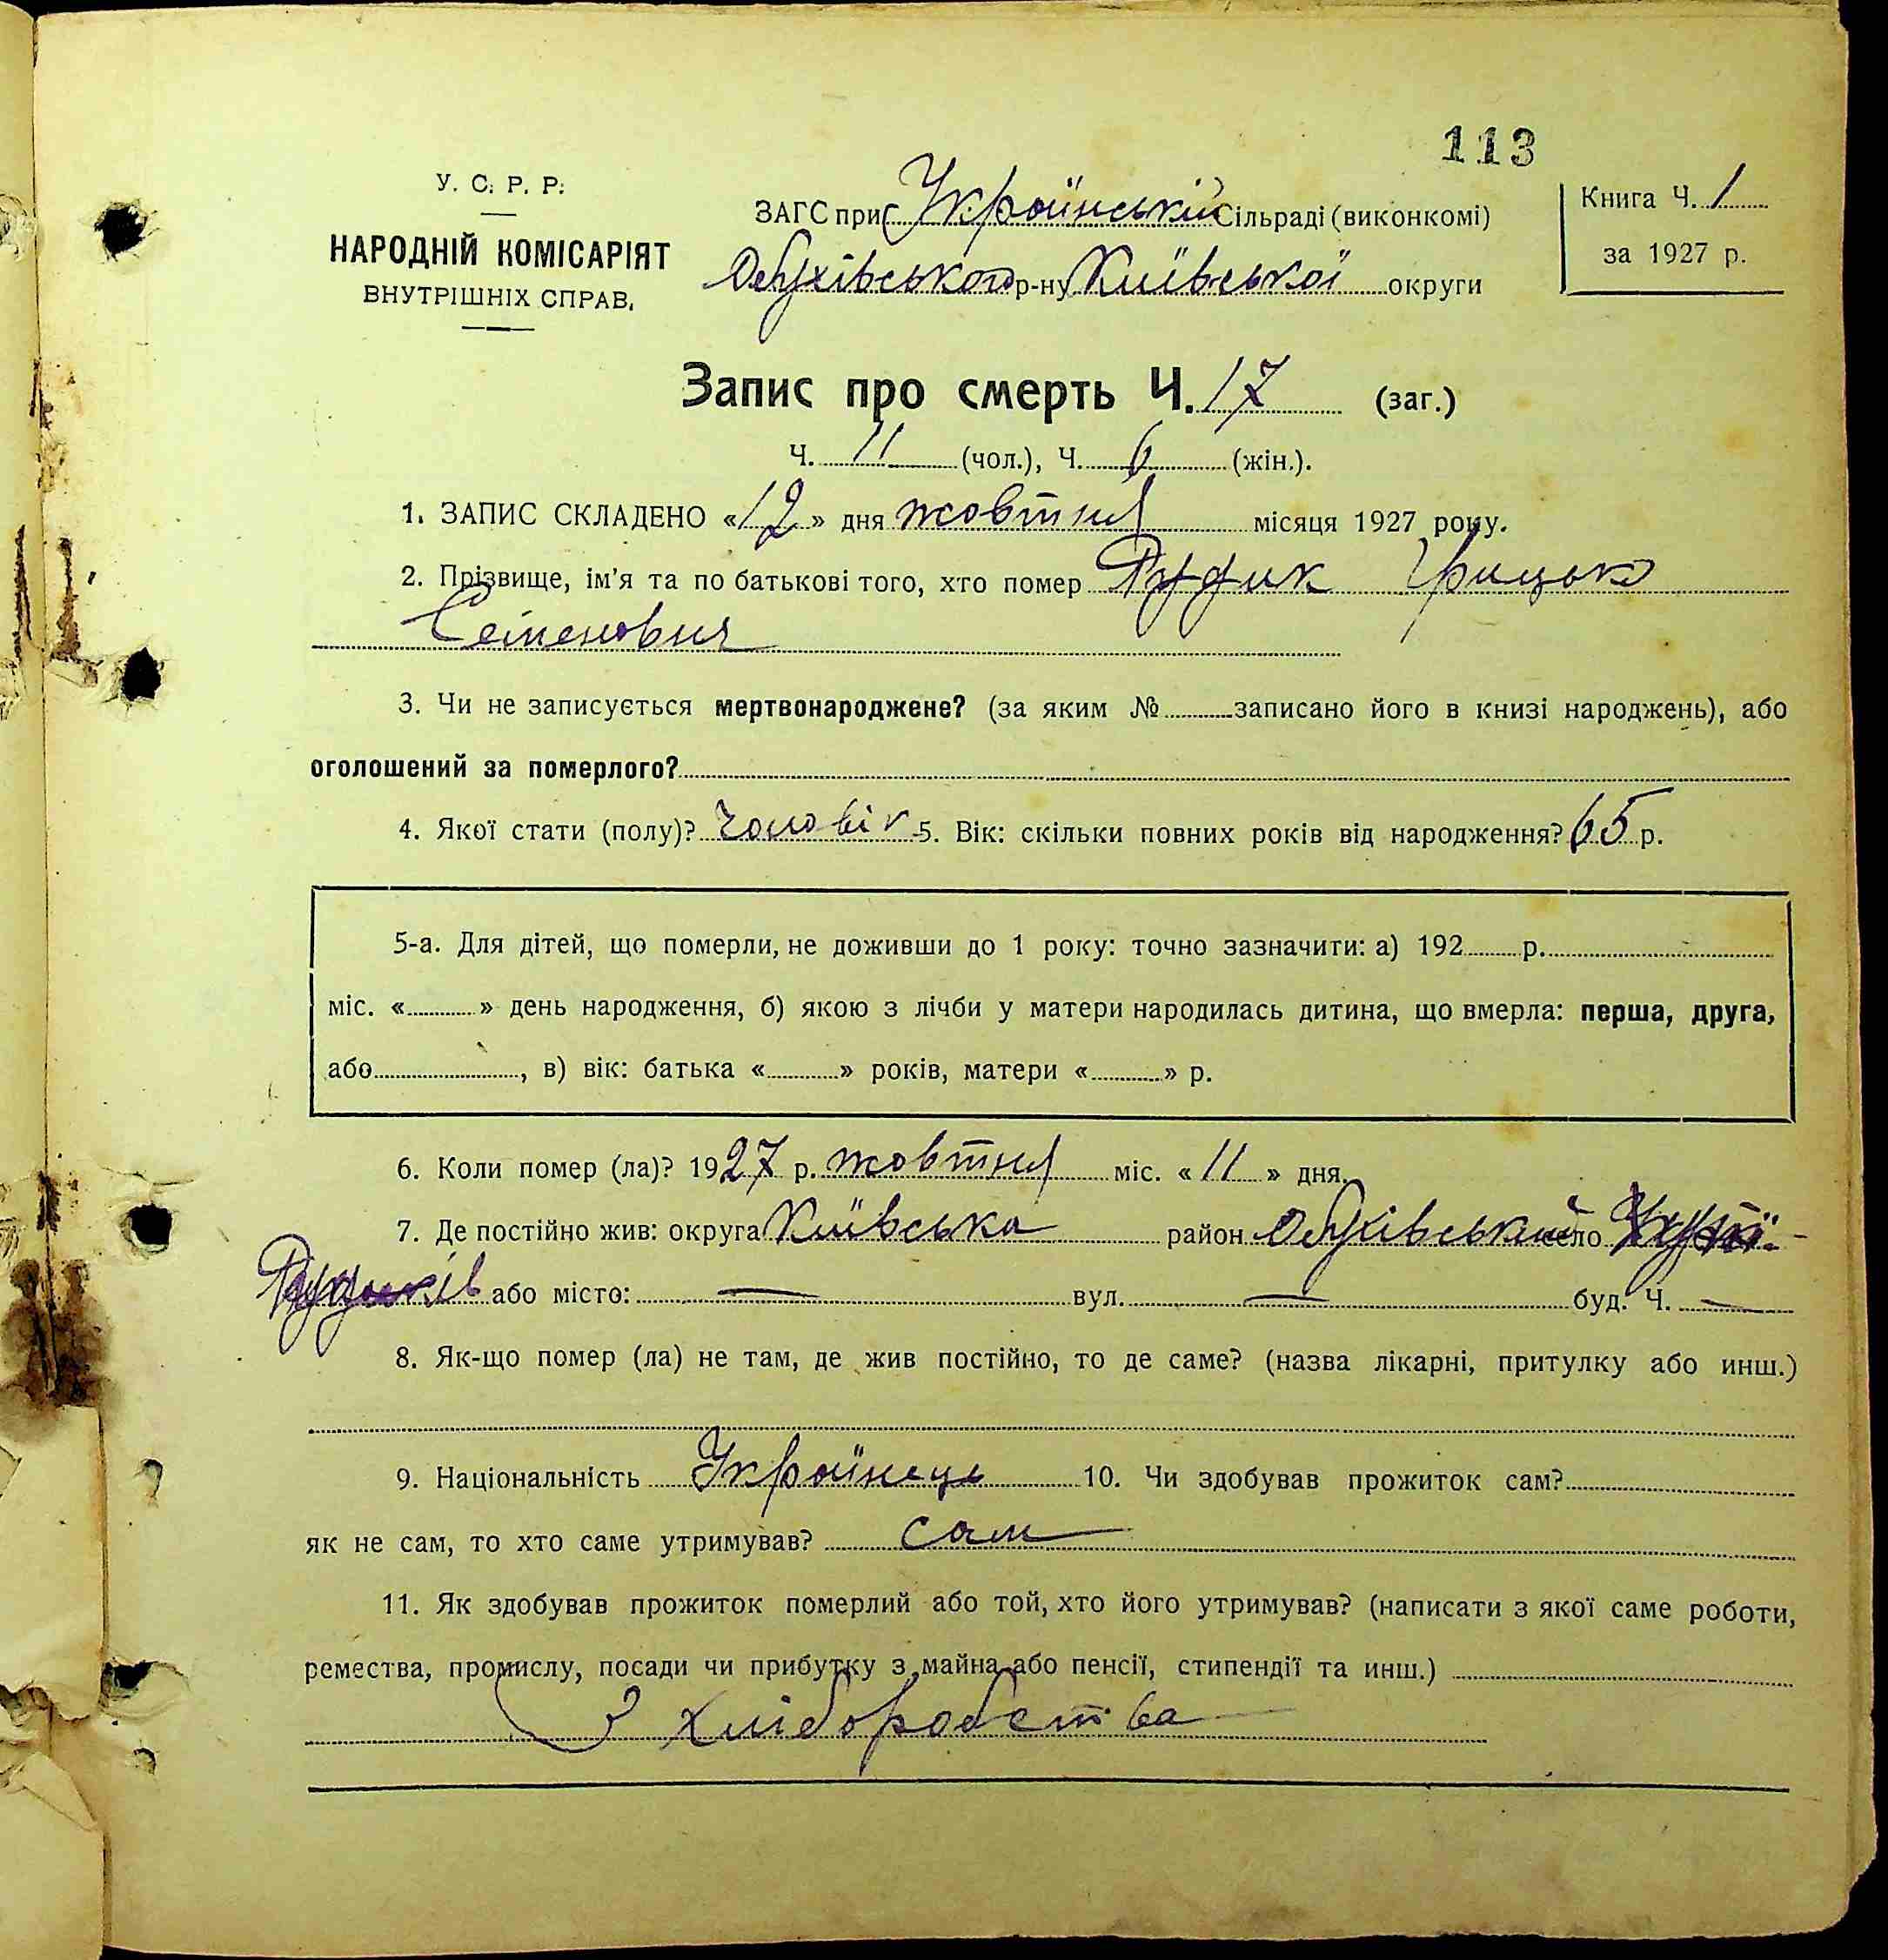 113
У. С. Р. Р.
НАРОДНІЙ КОМІСАРІЯТ
ВНУТРІШНІХ СПРАВ.
ЗАГС при Українській Сільраді (виконкомі)
Обухівського р-ну Київської округи
Книга Ч. 1
за 1927 р.
Запис про смерть Ч. 17 (заг.)
Ч. 11 (чол.), Ч. 6 (жін.).
1. ЗАПИС СКЛАДЕНО «12» дня жовтня місяця 1927 року.
2. Прізвище, ім'я та по батькові того, хто помер Рудик Грицько
Семенович
3. Чи не записується мертвонароджене? (за яким № записано його в книзі народжень), або
оголошений за померлого?
4. Якої стати (полу)? Чоловік 5. Вік: скільки повних років від народження? 65 р.
5-а. Для дітей, що померли, не доживши до 1 року: точно зазначити: а) 192 р.
міс. « » день народження, б) якою з лічби у матери народилась дитина, що вмерла: перша, друга,
або , в) вік: батька « » років, матери « » р.
6. Коли помер (ла)? 1927 р. жовтня міс. «11» дня.
7. Де постійно жив: округа Київська район Обухівський село
або місто: — вул. — буд. Ч. —
8. Як-що помер (ла) не там, де жив постійно, то де саме? (назва лікарні, притулку або инш.)
9. Національність Українець 10. Чи здобував прожиток сам?
як не сам, то хто саме утримував? сам
11. Як здобував прожиток померлий або той, хто його утримував? (написати з якої саме роботи,
ремества, промислу, посади чи прибутку з майна або пенсії, стипендії та инш.)
З хліборобства